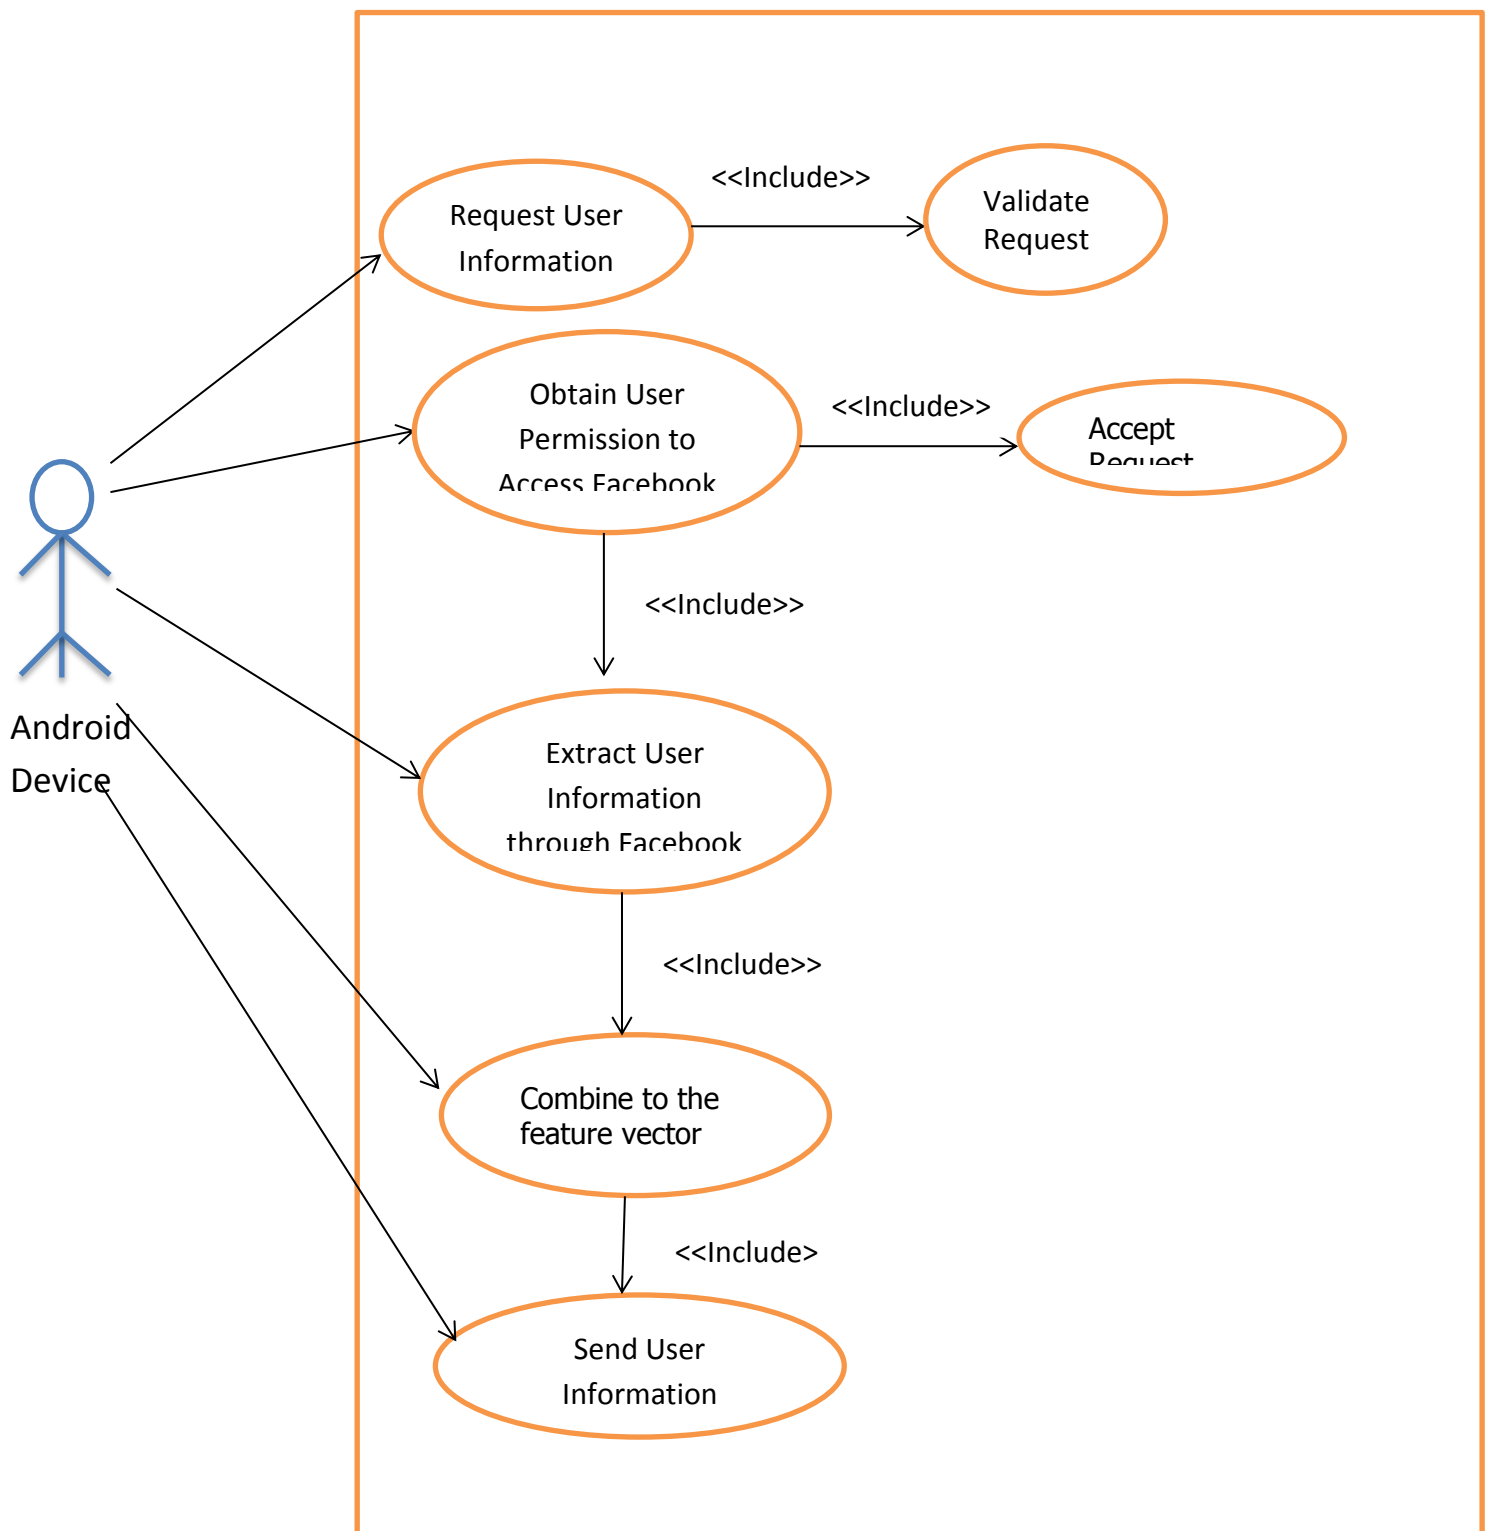 <<Include>>
Validate
Request
Request User
Information
Obtain User
Permission to
Access Facebook
<<Include>>
Accept
Request
<<Include>>
Android
Device
Extract User
Information
through Facebook
<<Include>>
Combine to the
feature vector
<<Include>
Send User
Information